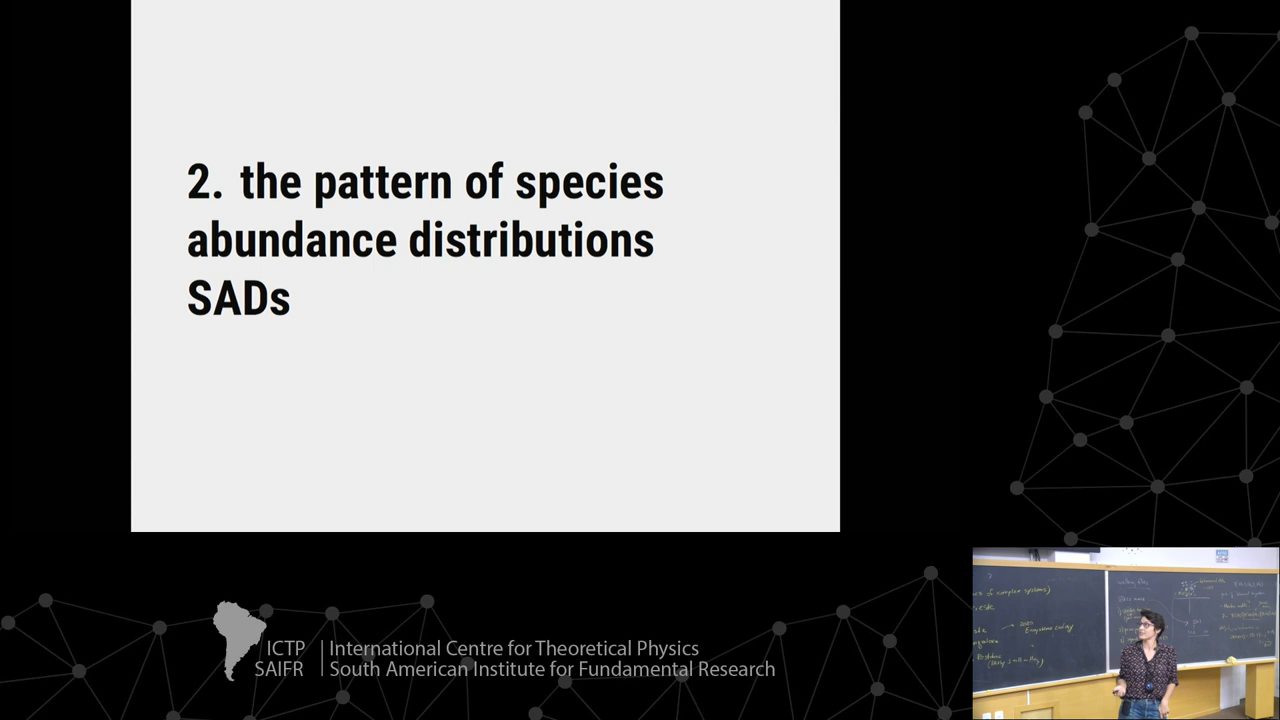 2. the pattern of species
abundance distributions
SADs
ICTP
SAIFR
International Centre for Theoretical Physics
South American Institute for Fundamental Research